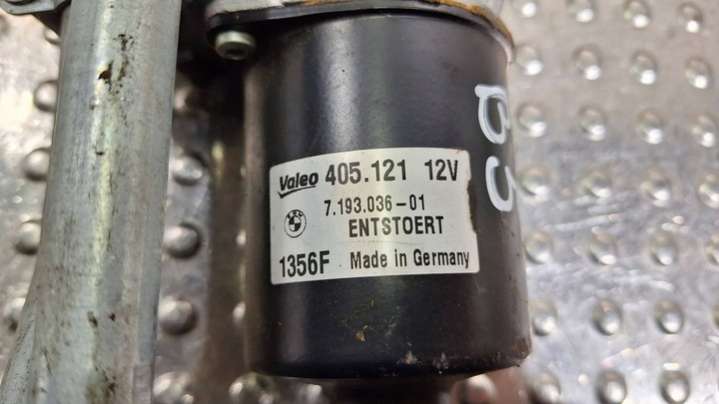 Valeo 405.121 12V
7.193.036-01
ENTSTOERT
1356F Made in Germany